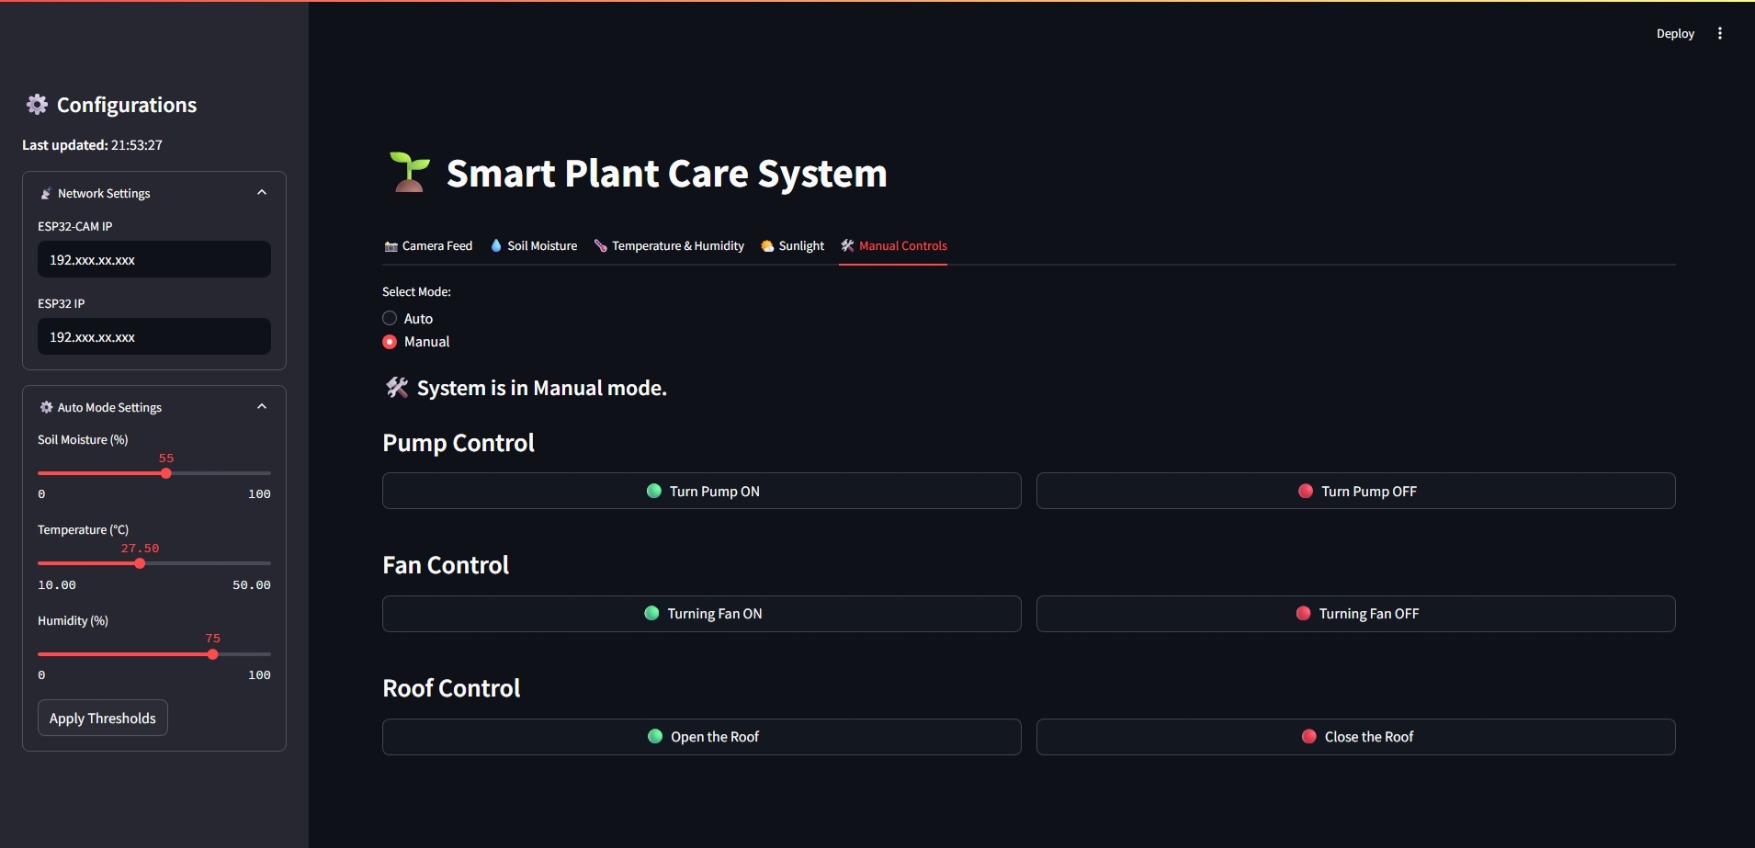 Deploy
Configurations
Last updated: 21:53:27
Network Settings
ESP32-CAM IP
192.xxx.xx.xxx
ESP32 IP
192.xxx.xx.xxx
Auto Mode Settings
Soil Moisture (%)
55
0 100
Temperature (°C)
27.50
10.00 50.00
Humidity (%)
75
0 100
Apply Thresholds
Smart Plant Care System
Camera Feed Soil Moisture Temperature & Humidity Sunlight Manual Controls
Select Mode:
Auto
Manual
System is in Manual mode.
Pump Control
Turn Pump ON Turn Pump OFF
Fan Control
Turning Fan ON Turning Fan OFF
Roof Control
Open the Roof Close the Roof